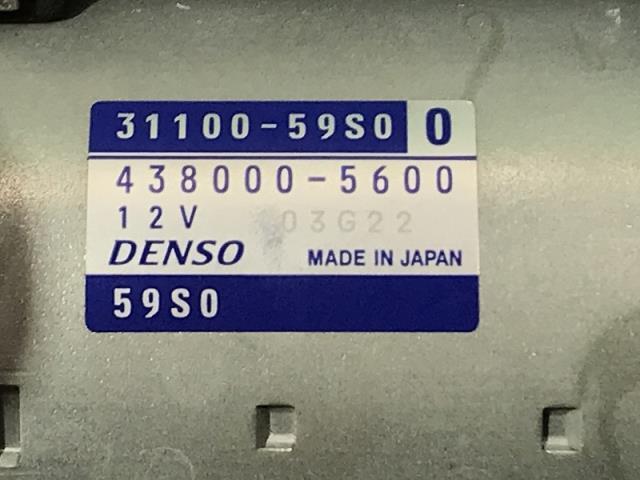 31100-59S0 0
438000-5600
12V 03G22
DENSO MADE IN JAPAN
59S0